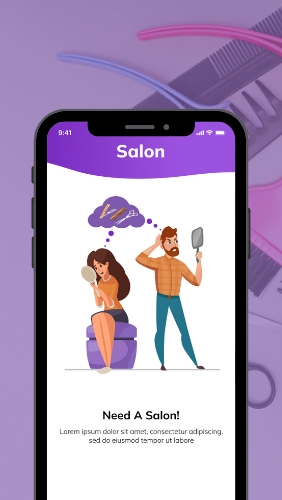 9:41
Salon
Need A Salon!
Lorem ipsum dolor sit amet, consectetur adipiscing,
sed do eiusmod tempor ut labore